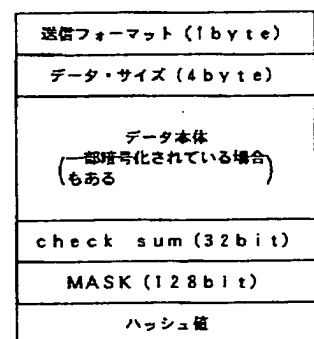 送信フォーマット(1byte)
データ・サイズ(4byte)
データ本体
(一部暗号化されている場合
もある)
check sum(32bit)
MASK(128bit)
ハッシュ値